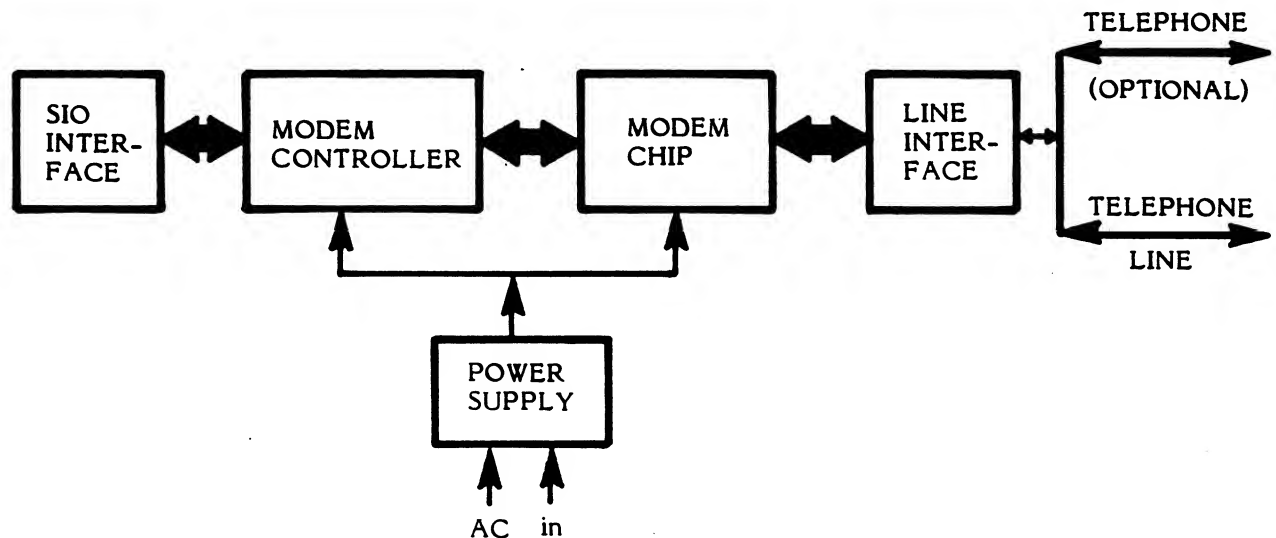 SIO
INTER-
FACE
MODEM
CONTROLLER
MODEM
CHIP
LINE
INTER-
FACE
TELEPHONE
(OPTIONAL)
TELEPHONE
LINE
POWER
SUPPLY
AC in